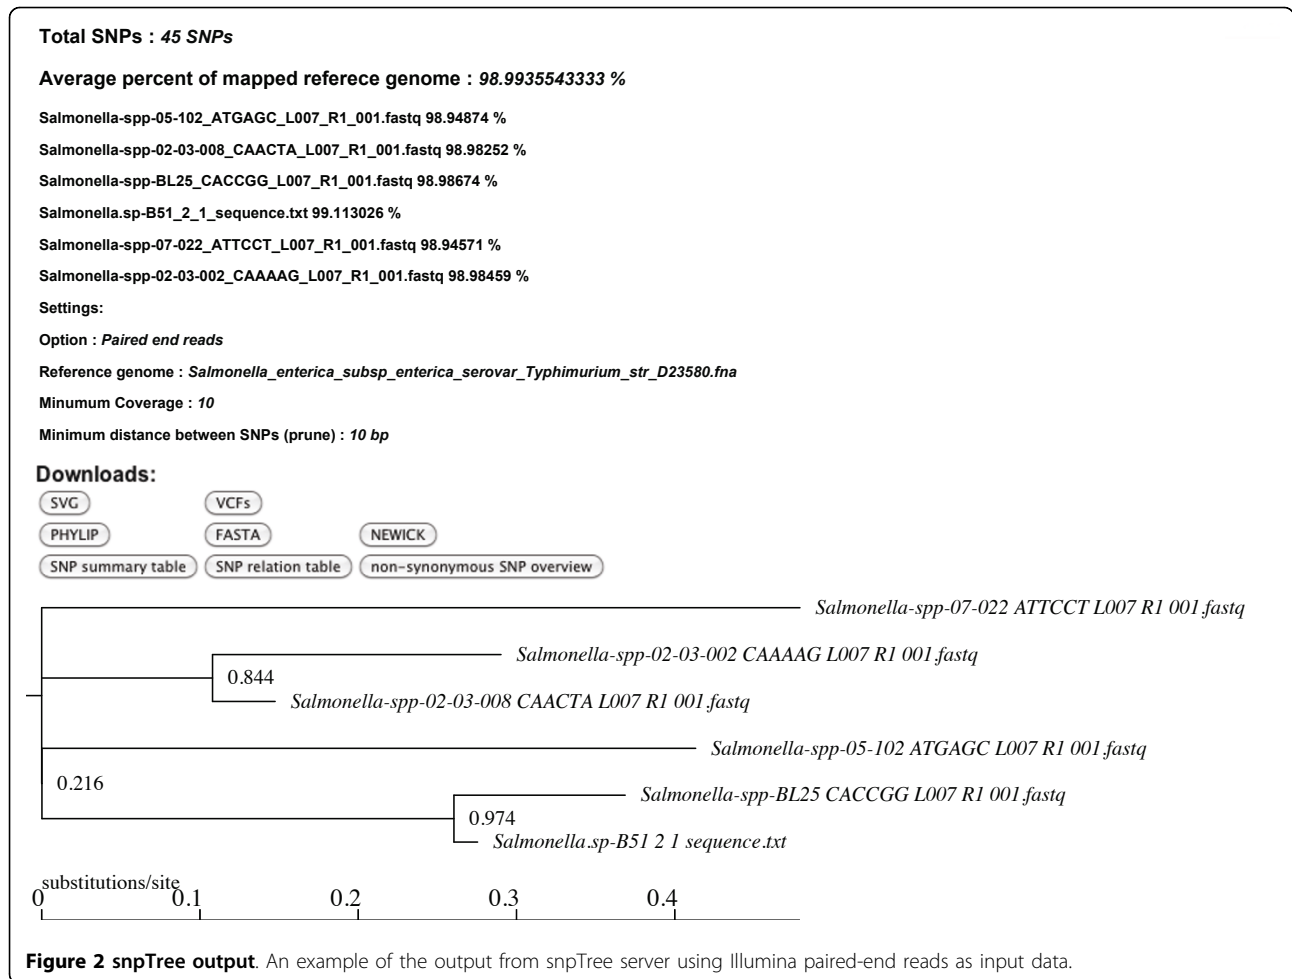 Total SNPs : 45 SNPs
Average percent of mapped referece genome : 98.9935543333 %
Salmonella-spp-05-102_ATGAGC_L007_R1_001.fastq 98.94874 %
Salmonella-spp-02-03-008_CAACTA_L007_R1_001.fastq 98.98252 %
Salmonella-spp-BL25_CACCGG_L007_R1_001.fastq 98.98674 %
Salmonella.sp-B51_2_1_sequence.txt 99.113026 %
Salmonella-spp-07-022_ATTCCT_L007_R1_001.fastq 98.94571 %
Salmonella-spp-02-03-002_CAAAAG_L007_R1_001.fastq 98.98459 %
Settings:
Option : Paired end reads
Reference genome : Salmonella_enterica_subsp_enterica_serovar_Typhimurium_str_D23580.fna
Minumum Coverage : 10
Minimum distance between SNPs (prune) : 10 bp
Downloads:
SVG VCFs
PHYLIP FASTA NEWICK
SNP summary table SNP relation table non-synonymous SNP overview
Salmonella-spp-07-022 ATTCCT L007 R1 001.fastq
Salmonella-spp-02-03-002 CAAAAG L007 R1 001.fastq
0.844
Salmonella-spp-02-03-008 CAACTA L007 R1 001.fastq
Salmonella-spp-05-102 ATGAGC L007 R1 001.fastq
0.216
Salmonella-spp-BL25 CACCGG L007 R1 001.fastq
0.974
Salmonella.sp-B51 2 1 sequence.txt
substitutions/site
0 0.1 0.2 0.3 0.4
Figure 2 snpTree output. An example of the output from snpTree server using Illumina paired-end reads as input data.